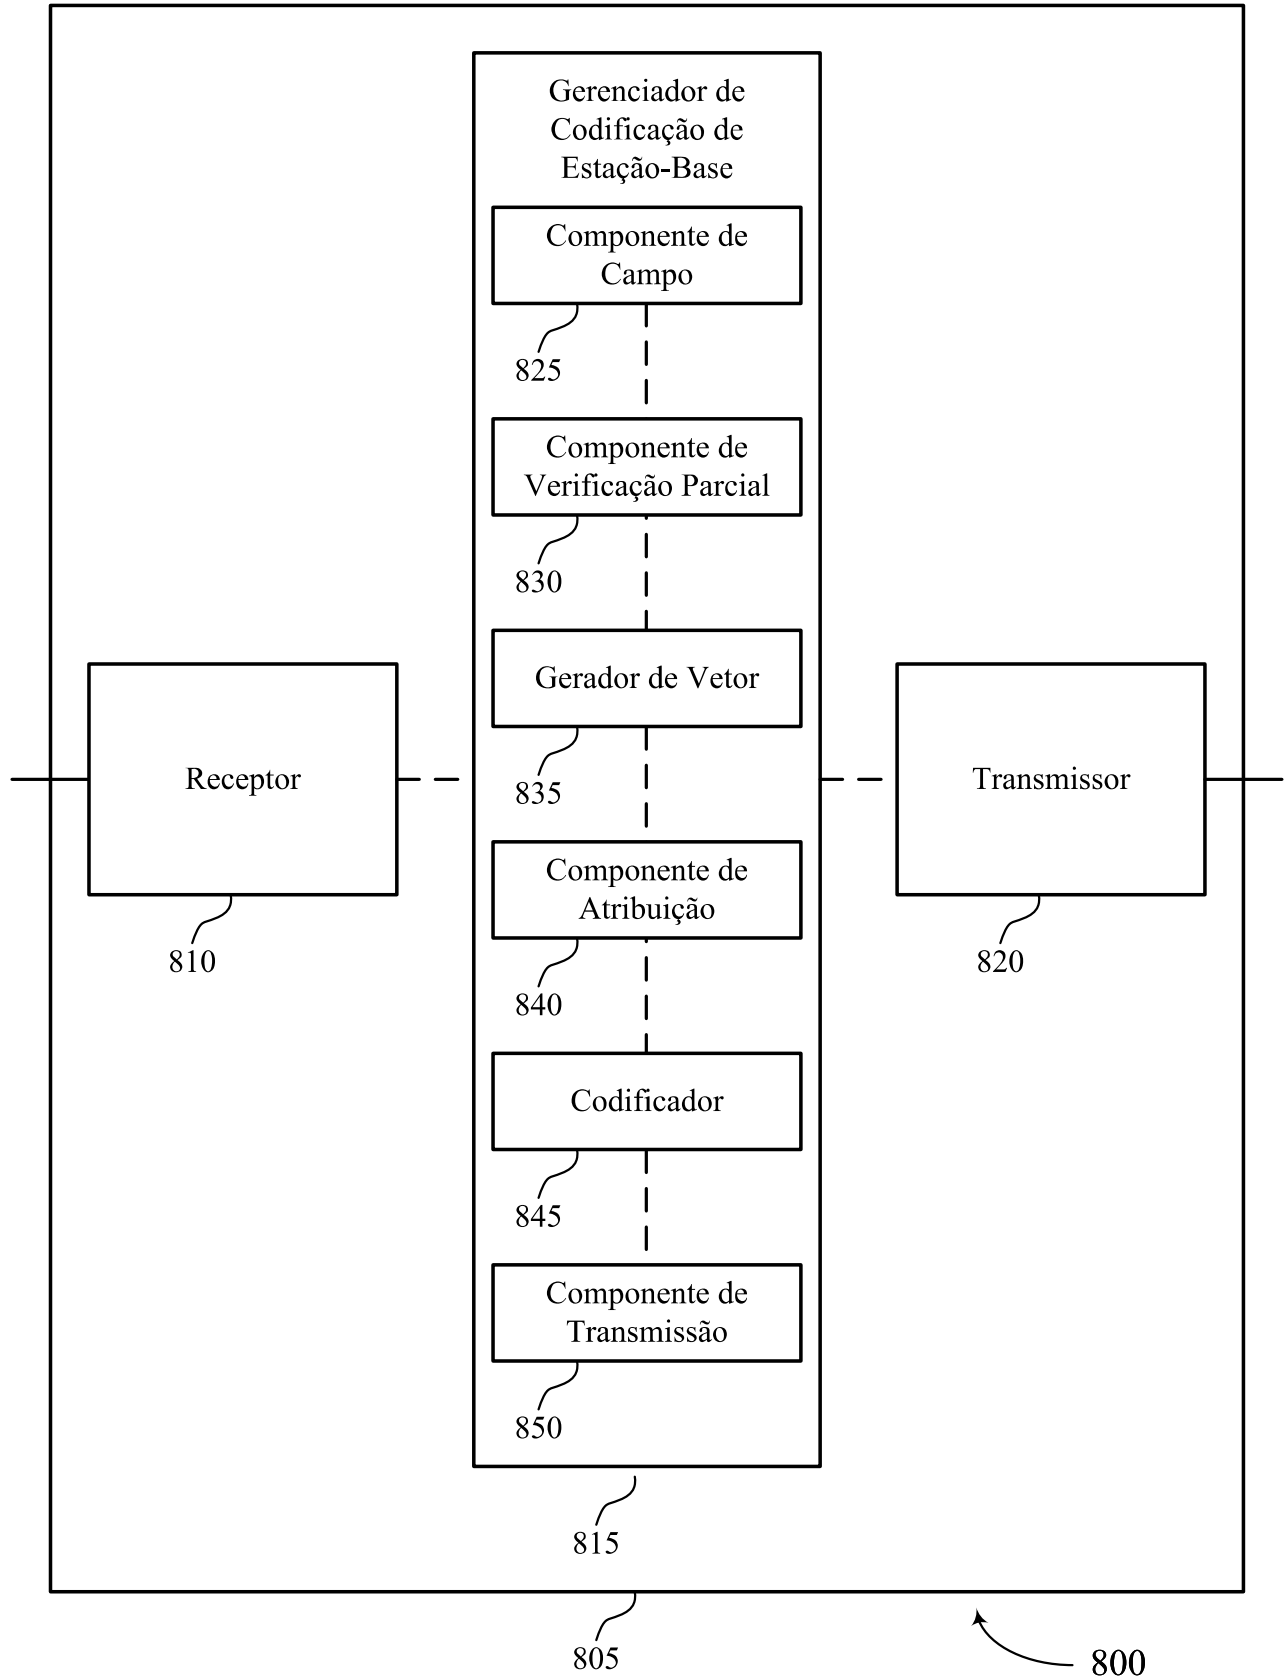 Gerenciador de
Codificação de
Estação-Base
Componente de
Campo
825
Componente de
Verificação Parcial
830
Gerador de Vetor
835
Receptor
810
Transmissor
820
Componente de
Atribuição
840
Codificador
845
Componente de
Transmissão
850
815
805
800